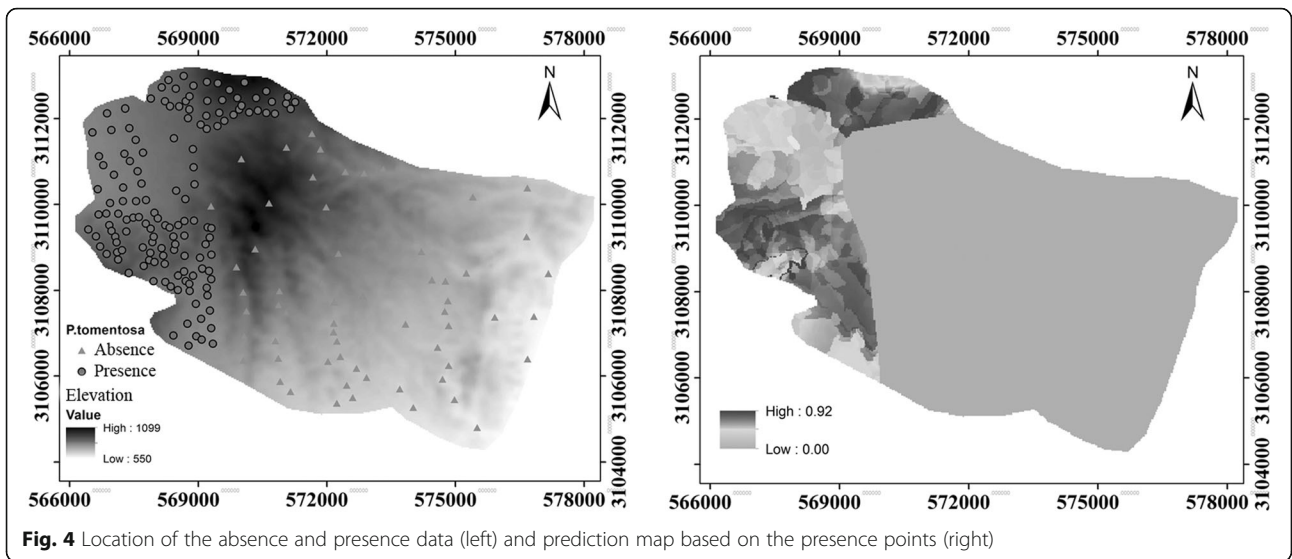 566000 569000 572000 575000 578000
566000 569000 572000 575000 578000
N
N
3112000
3112000
3112000
3112000
3110000
3110000
3110000
3110000
3108000
3108000
3108000
3108000
3106000
3106000
3106000
3106000
3104000
3104000
P.tomentosa
Absence
Presence
Elevation
Value
High : 1099
Low : 550
High : 0.92
Low : 0.00
566000 569000 572000 575000 578000
566000 569000 572000 575000 578000
Fig. 4 Location of the absence and presence data (left) and prediction map based on the presence points (right)